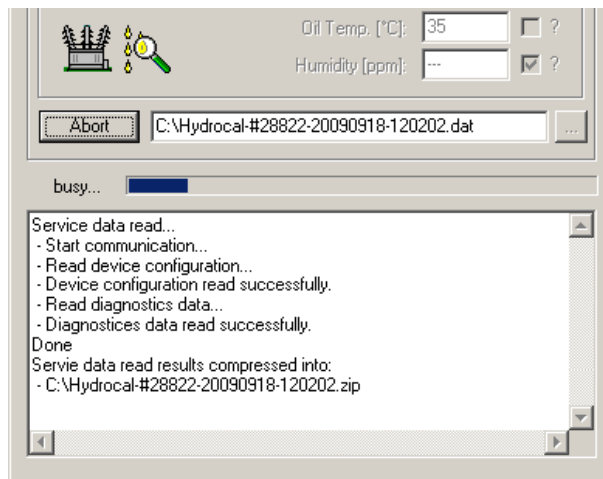 Oil Temp. [°C]: 35 ?
Humidity [ppm]: --- ?
Abort C:\Hydrocal-#28822-20090918-120202.dat ...
busy...
Service data read...
- Start communication...
- Read device configuration...
- Device configuration read successfully.
- Read diagnostics data...
- Diagnostices data read successfully.
Done
Servie data read results compressed into:
- C:\Hydrocal-#28822-20090918-120202.zip